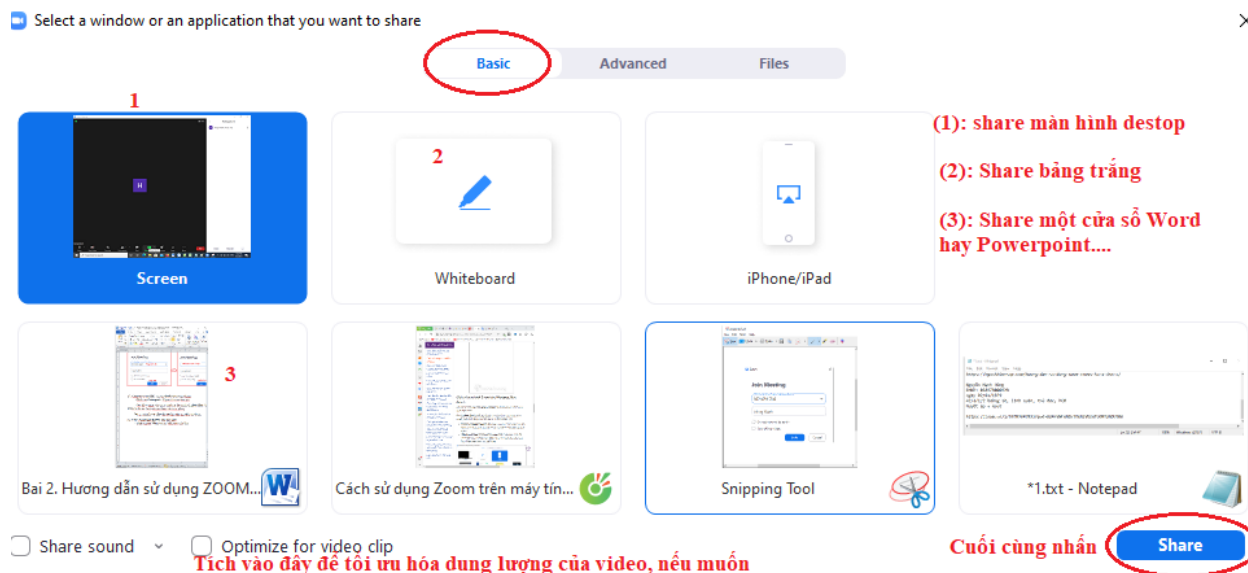 Select a window or an application that you want to share
Basic
Advanced
Files
1
2
(1): share màn hình destop
(2): Share bảng trắng
(3): Share một cửa sổ Word
hay Powerpoint....
Screen
Whiteboard
iPhone/iPad
3
Join Meeting
Bai 2. Hương dẫn sử dụng ZOOM...
Cách sử dụng Zoom trên máy tín...
Snipping Tool
*1.txt - Notepad
Share sound
Optimize for video clip
Cuối cùng nhấn
Share
Tích vào đây để tôi ưu hóa dung lượng của video, nếu muốn